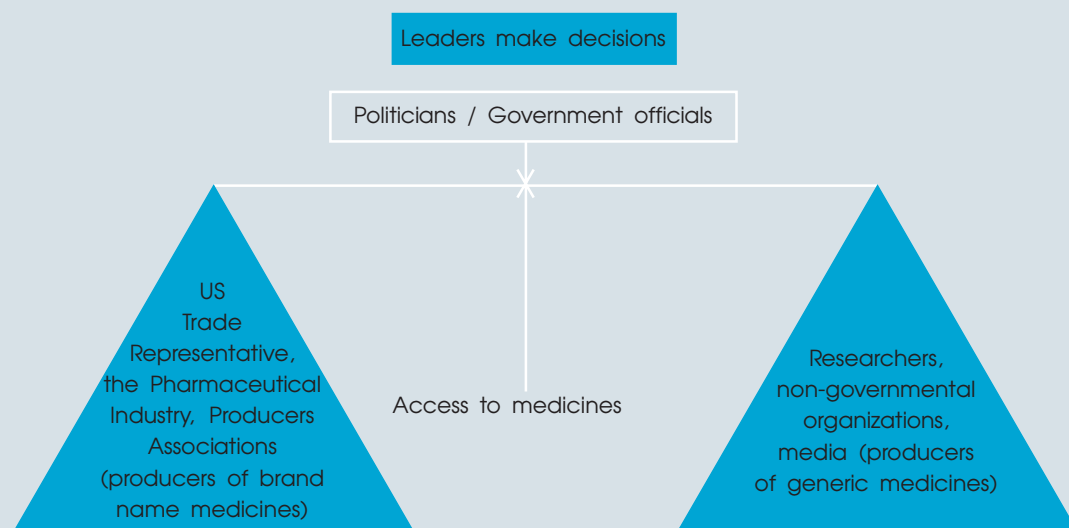 Leaders make decisions
Politicians / Government officials
US
Trade
Representative,
the Pharmaceutical
Industry, Producers
Associations
(producers of brand
name medicines)
Access to medicines
Researchers,
non-governmental
organizations,
media (producers
of generic medicines)